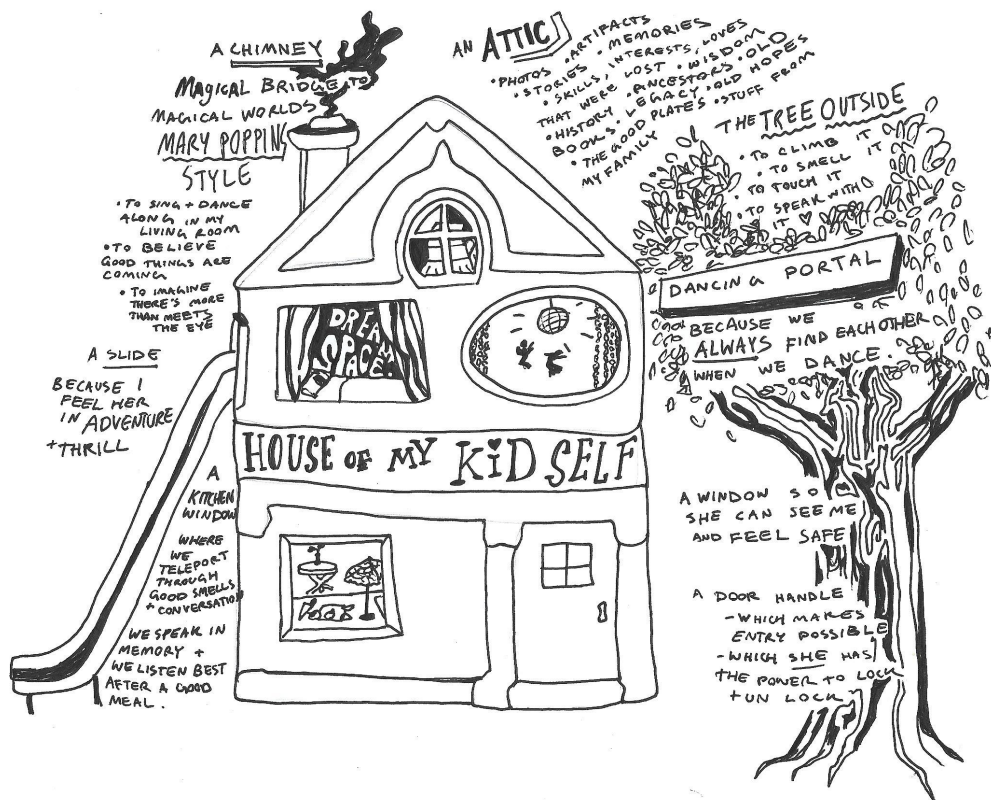 A CHIMNEY
MAGICAL BRIDGE TO
MAGICAL WORLDS
MARY POPPINS
STYLE
• TO SING + DANCE
ALONG IN MY
LIVING ROOM
• TO BELIEVE
GOOD THINGS ARE
COMING
• TO IMAGINE
THERE'S MORE
THAN MEETS
THE EYE
A SLIDE
BECAUSE I
FEEL HER
IN ADVENTURE
+ THRILL
A
KITCHEN
WINDOW
WHERE
WE
TELEPORT
THROUGH
GOOD SMELLS
+ CONVERSATION
WE SPEAK IN
MEMORY +
WE LISTEN BEST
AFTER A GOOD
MEAL.
AN ATTIC
• PHOTOS • ARTIFACTS
• STORIES • MEMORIES
• SKILLS, INTERESTS, LOVES
THAT WERE LOST • WISDOM
• HISTORY • ANCESTORS • OLD
BOOKS • LEGACY • OLD HOPES
• THE GOOD PLATES • STUFF FROM
MY FAMILY
DREAM
SPACE
HOUSE OF MY KID SELF
THE TREE OUTSIDE
• TO CLIMB IT
• TO SMELL IT
TO TOUCH IT
• TO SPEAK WITH
IT ♥
DANCING PORTAL
BECAUSE WE
ALWAYS FIND EACHOTHER
WHEN WE DANCE.
A WINDOW SO
SHE CAN SEE ME
AND FEEL SAFE
A DOOR HANDLE
- WHICH MAKES
ENTRY POSSIBLE
- WHICH SHE HAS
THE POWER TO LOCK
+ UN LOCK